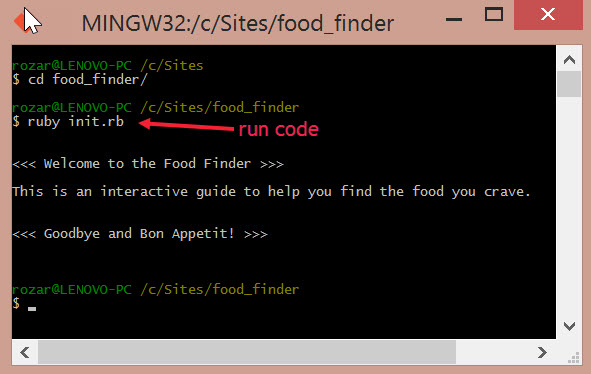 MINGW32:/c/Sites/food_finder
rozar@LENOVO-PC /c/Sites
$ cd food_finder/
rozar@LENOVO-PC /c/Sites/food_finder
$ ruby init.rb
run code
<<< Welcome to the Food Finder >>>
This is an interactive guide to help you find the food you crave.
<<< Goodbye and Bon Appetit! >>>
rozar@LENOVO-PC /c/Sites/food_finder
$